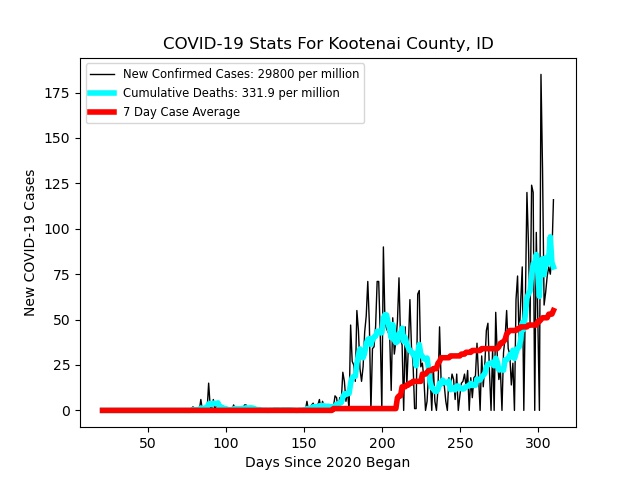 COVID-19 Stats For Kootenai County, ID
New Confirmed Cases: 29800 per million
Cumulative Deaths: 331.9 per million
7 Day Case Average
New COVID-19 Cases
175
150
125
100
75
50
25
0
50 100 150 200 250 300
Days Since 2020 Began